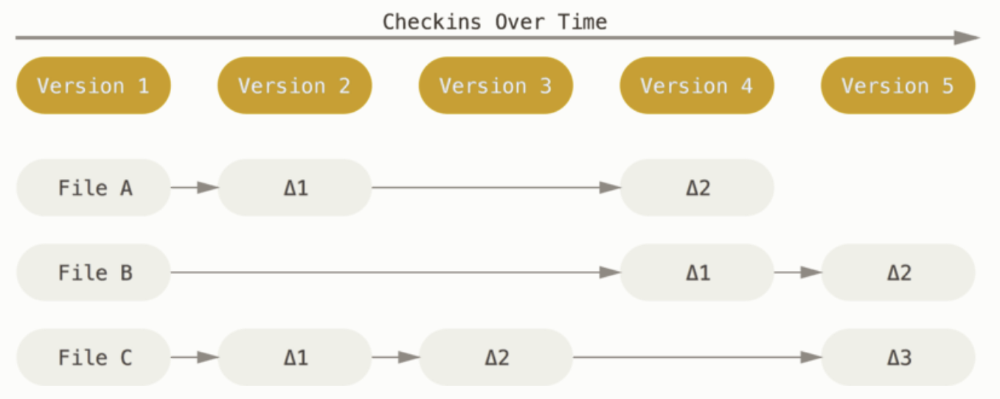 Checkins Over Time
Version 1 Version 2 Version 3 Version 4 Version 5
File A Δ1 Δ2
File B Δ1 Δ2
File C Δ1 Δ2 Δ3